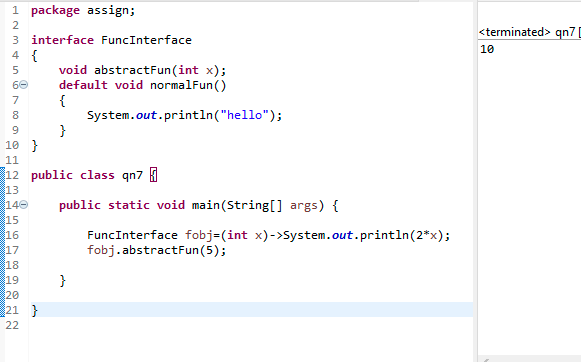 1 package assign;
2
3 interface FuncInterface
4 {
5     void abstractFun(int x);
6     default void normalFun()
7     {
8         System.out.println("hello");
9     }
10 }
11
12 public class qn7 {
13
14     public static void main(String[] args) {
15
16         FuncInterface fobj=(int x)->System.out.println(2*x);
17         fobj.abstractFun(5);
18
19     }
20
21 }
22
<terminated> qn7 [
10